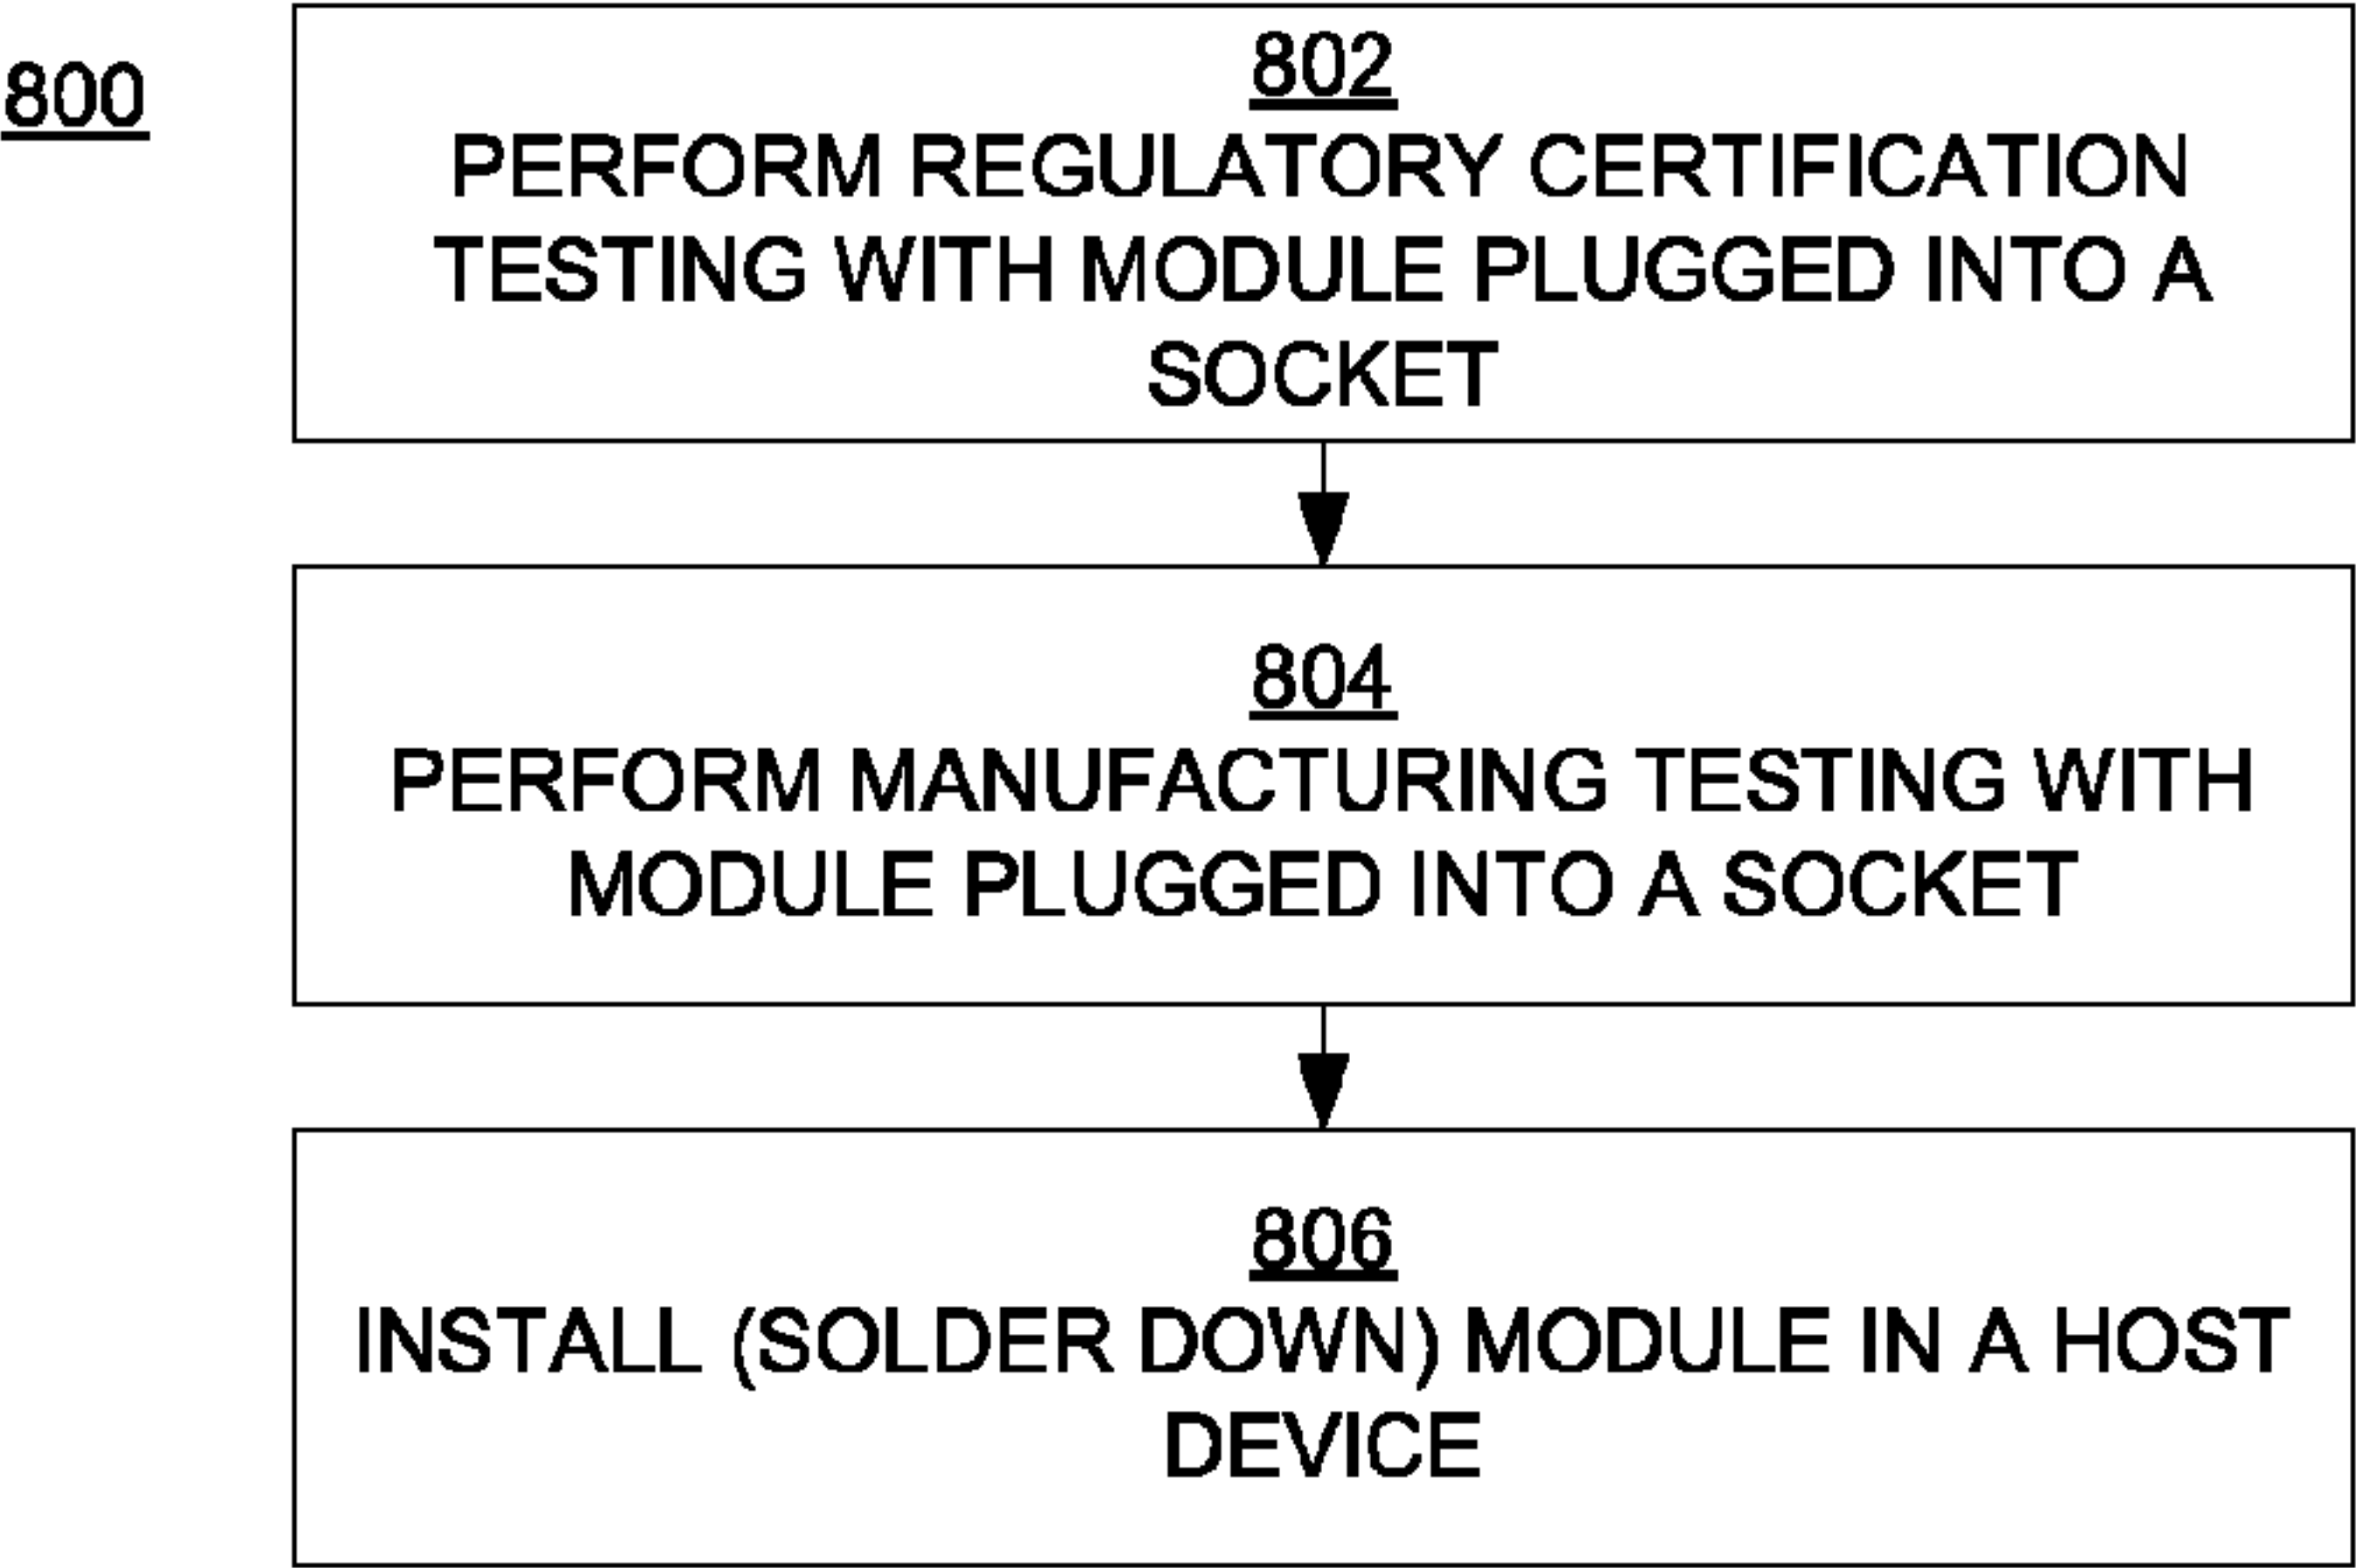 800
802
PERFORM REGULATORY CERTIFICATION
TESTING WITH MODULE PLUGGED INTO A
SOCKET
804
PERFORM MANUFACTURING TESTING WITH
MODULE PLUGGED INTO A SOCKET
806
INSTALL (SOLDER DOWN) MODULE IN A HOST
DEVICE